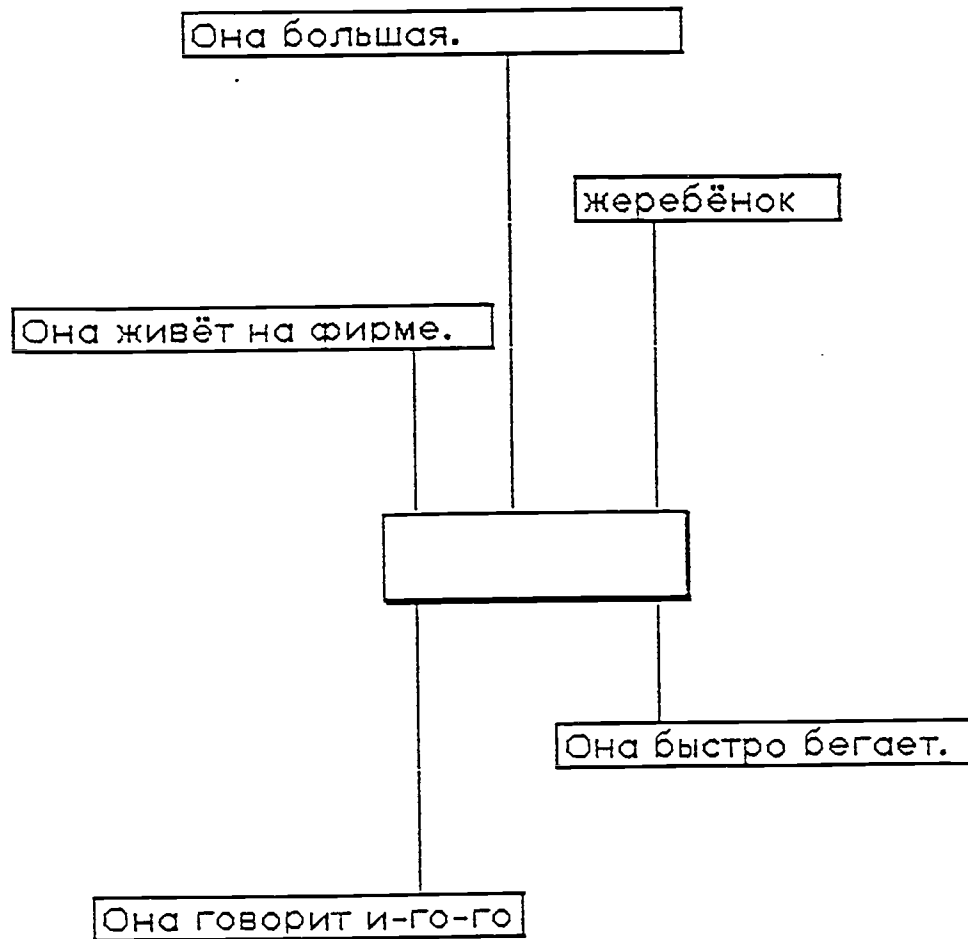 Она большая.
жеребёнок
Она живёт на фирме.
Она быстро бегает.
Она говорит и-го-го